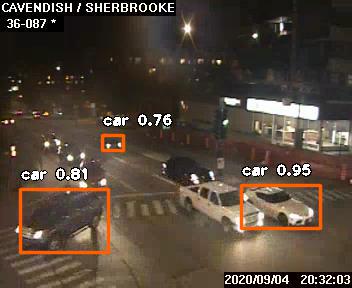 CAVENDISH / SHERBROOKE
36-087 *
car 0.76
car 0.81
car 0.95
2020/09/04 20:32:03